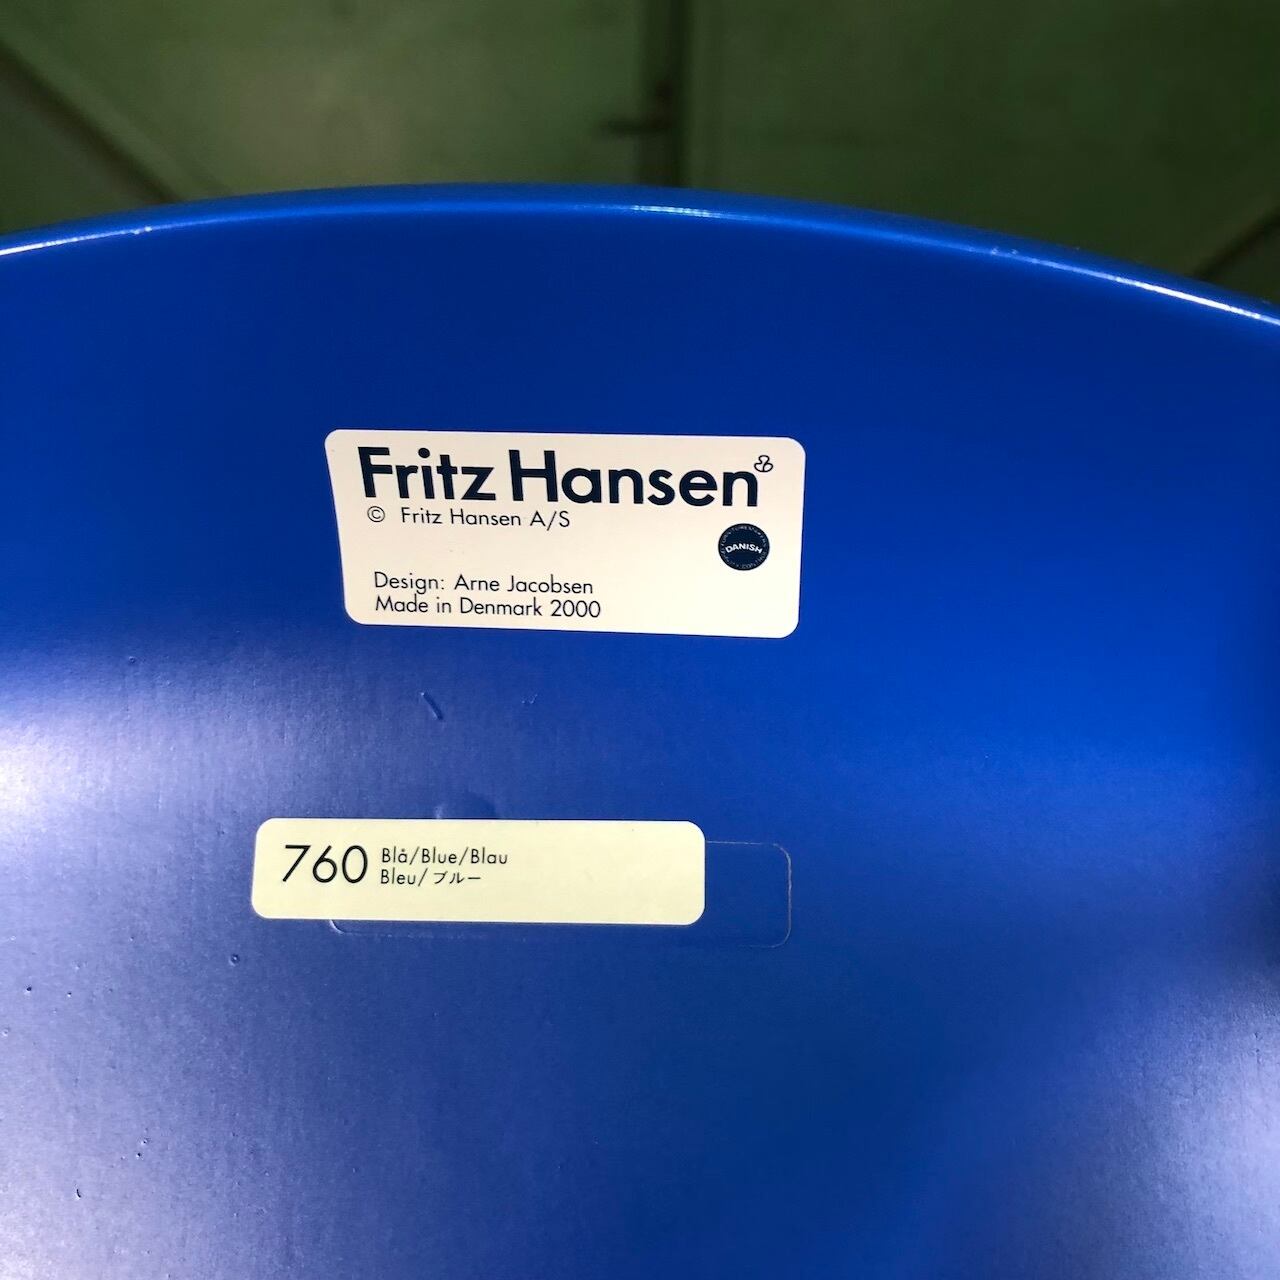 Fritz Hansen
© Fritz Hansen A/S
DANISH
Design: Arne Jacobsen
Made in Denmark 2000
760 Blå/Blue/Blau
Bleu/ブルー